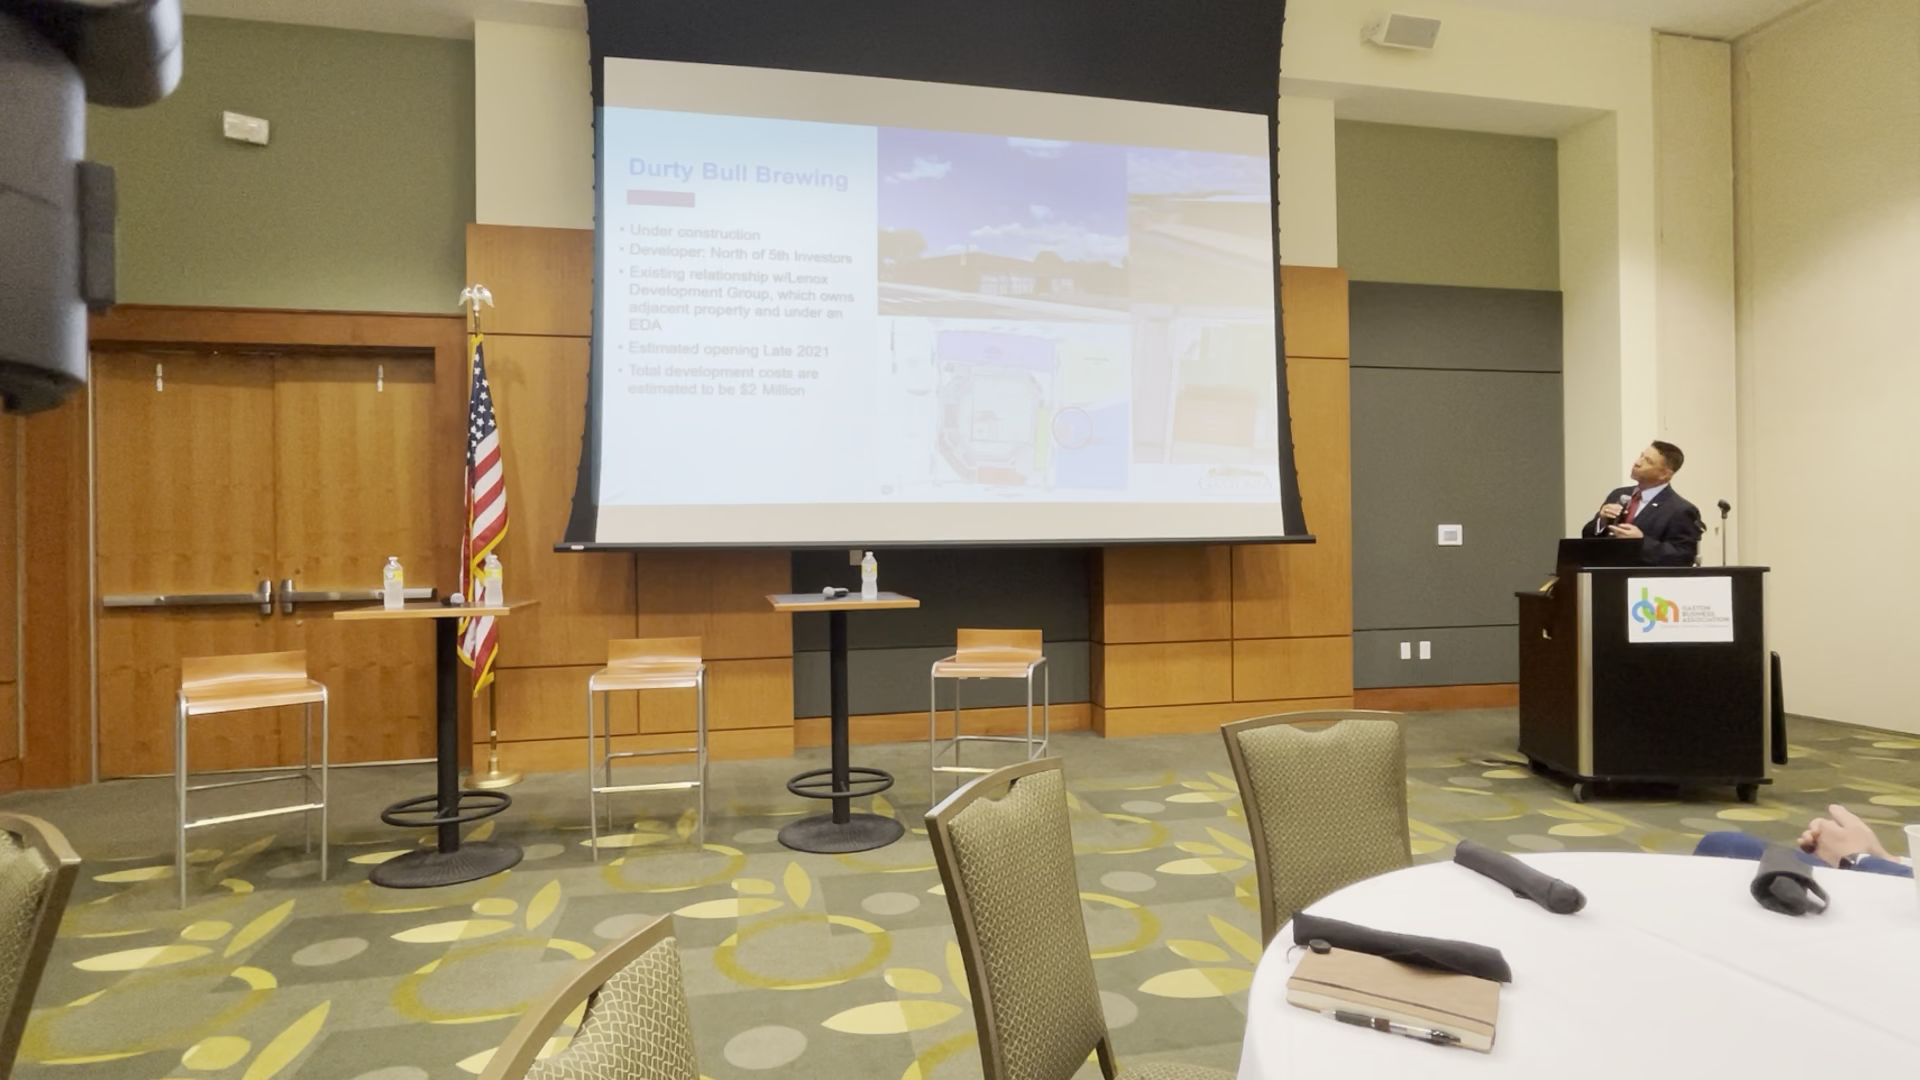 Durty Bull Brewing
• Under construction
• Developer: North of 5th Investors
• Existing relationship w/Lenox
Development Group, which owns
adjacent property and under an
EDA
• Estimated opening Late 2021
• Total development costs are
estimated to be $2 Million
gba
GASTON
BUSINESS
ASSOCIATION